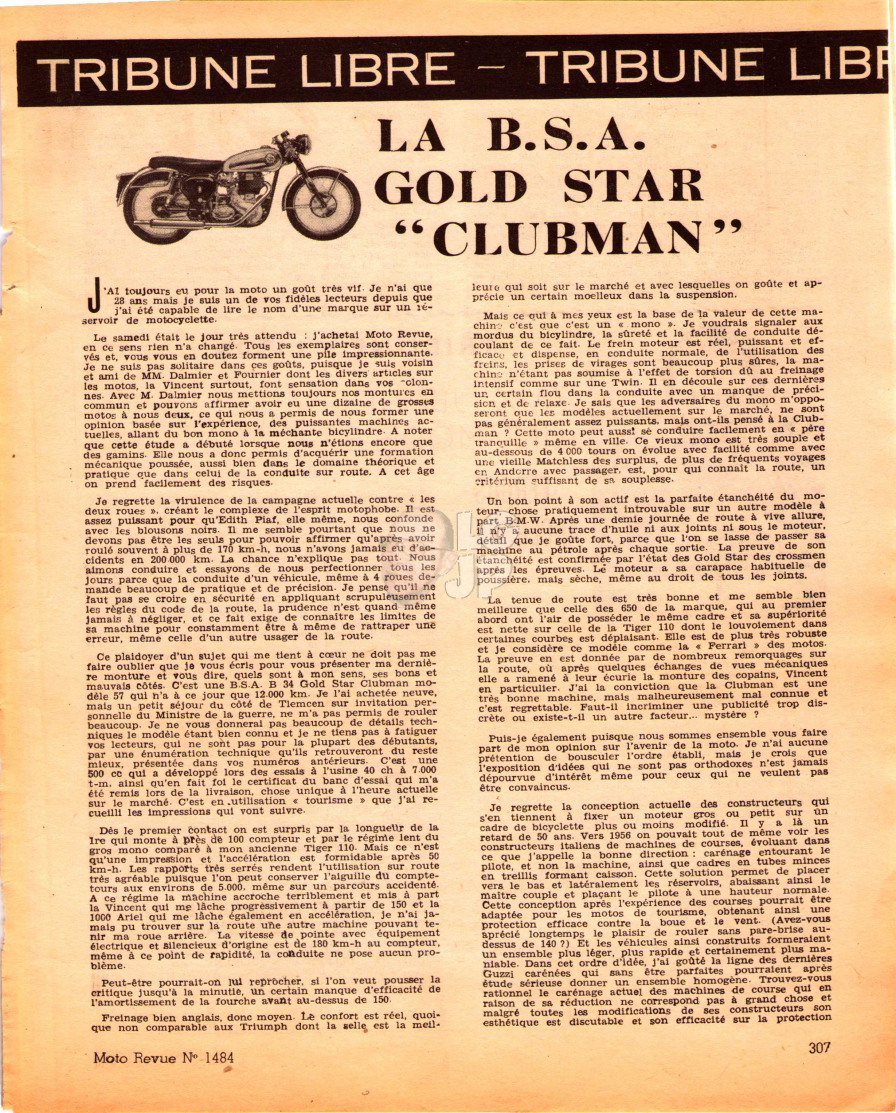 TRIBUNE LIBRE – TRIBUNE LIB
LA B.S.A.
GOLD STAR
“CLUBMAN”
J'AI toujours eu pour la moto un goût très vif. Je n'ai que
28 ans mais je suis un de vos fidèles lecteurs depuis que
j'ai été capable de lire le nom d'une marque sur un ré-
servoir de motocyclette.
Le samedi était le jour très attendu : j'achetai Moto Revue,
en ce sens rien n'a changé. Tous les exemplaires sont conser-
vés et, vous vous en doutez forment une pile impressionnante.
Je ne suis pas solitaire dans ces goûts, puisque je suis voisin
et ami de MM. Dalmier et Fournier dont les divers articles sur
les motos, la Vincent surtout, font sensation dans vos colon-
nes. Avec M. Dalmier nous mettions toujours nos montures en
commun et pouvons affirmer avoir eu une dizaine de grosses
motos à nous deux, ce qui nous a permis de nous former une
opinion basée sur l'expérience, des puissantes machines ac-
tuelles, allant du bon mono à la méchante bicylindre. A noter
que cette étude a débuté lorsque nous n'étions encore que
des gamins. Elle nous a donc permis d'acquérir une formation
mécanique poussée, aussi bien dans le domaine théorique et
pratique que dans celui de la conduite sur route. A cet âge
on prend facilement des risques.
Je regrette la virulence de la campagne actuelle contre « les
deux roues ». créant le complexe de l'esprit motophobe. Il est
assez puissant pour qu'Edith Piaf, elle même, nous confonde
avec les blousons noirs. Il me semble pourtant que nous ne
devons pas être les seuls pour pouvoir affirmer qu'après avoir
roulé souvent à plus de 170 km-h, nous n'avons jamais eu d'ac-
cidents en 200 000 km. La chance n'explique pas tout. Nous
aimons conduire et essayons de nous perfectionner tous les
jours parce que la conduite d'un véhicule, même à 4 roues de-
mande beaucoup de pratique et de précision. Je pense qu'il ne
faut pas se croire en sécurité en appliquant scrupuleusement
les règles du code de la route, la prudence n'est quand même
jamais à négliger, et ce fait exige de connaître les limites de
sa machine pour constamment être à même de rattraper une
erreur, même celle d'un autre usager de la route.
Ce plaidoyer d'un sujet qui me tient à cœur ne doit pas me
faire oublier que je vous écris pour vous présenter ma derniè-
re monture et vous dire, quels sont à mon sens, ses bons et
mauvais côtés. C'est une B.S.A. B 34 Gold Star Clubman mo-
dèle 57 qui n'a à ce jour que 12.000 km. Je l'ai achetée neuve,
mais un petit séjour du côté de Tlemcen sur invitation per-
sonnelle du Ministre de la guerre, ne m'a pas permis de rouler
beaucoup. Je ne vous donnerai pas beaucoup de détails tech-
niques le modèle étant bien connu et je ne tiens pas à fatiguer
vos lecteurs, qui ne sont pas pour la plupart des débutants,
par une énumération technique qu'ils retrouveront du reste
mieux, présentée dans vos numéros antérieurs. C'est une
500 cc qui a développé lors des essais à l'usine 40 ch à 7 000
t-m. ainsi qu'en fait foi le certificat du banc d'essai qui m'a
été remis lors de la livraison, chose unique à l'heure actuelle
sur le marché. C'est en utilisation « tourisme » que j'ai re-
cueilli les impressions qui vont suivre.
Dès le premier contact on est surpris par la longueur de la
1re qui monte à près de 100 compteur et par le régime lent du
gros mono comparé à mon ancienne Tiger 110. Mais ce n'est
qu'une impression et l'accélération est formidable après 50
km-h. Les rapports très serrés rendent l'utilisation sur route
très agréable puisque l'on peut conserver l'aiguille du compte-
tours aux environs de 5.000. même sur un parcours accidenté.
A ce régime la machine accroche terriblement et mis à part
la Vincent qui me lâche progressivement à partir de 150 et la
1000 Ariel qui me lâche également en accélération, je n'ai ja-
mais pu trouver sur la route une autre machine pouvant te-
nir ma roue arrière. La vitesse de pointe avec équipement
électrique et silencieux d'origine est de 180 km-h au compteur,
même à ce point de rapidité, la conduite ne pose aucun pro-
blème.
Peut-être pourrait-on lui reprocher, si l'on veut pousser la
critique jusqu'à la minutie, un certain manque d'efficacité de
l'amortissement de la fourche avant au-dessus de 150.
Freinage bien anglais, donc moyen. Le confort est réel, quoi-
que non comparable aux Triumph dont la selle est la meil-
leure qui soit sur le marché et avec lesquelles on goûte et ap-
précie un certain moelleux dans la suspension.
Mais ce qui à mes yeux est la base de la valeur de cette ma-
chine c'est que c'est un « mono ». Je voudrais signaler aux
mordus du bicylindre, la sûreté et la facilité de conduite dé-
coulant de ce fait. Le frein moteur est réel, puissant et ef-
ficace et dispense, en conduite normale, de l'utilisation des
freins, les prises de virages sont beaucoup plus sûres, la ma-
chine n'étant pas soumise à l'effet de torsion dû au freinage
intensif comme sur une Twin. Il en découle sur ces dernières
un certain flou dans la conduite avec un manque de préci-
sion et de relaxe. Je sais que les adversaires du mono m'oppo-
seront que les modèles actuellement sur le marché, ne sont
pas généralement assez puissants, mais ont-ils pensé à la Club-
man ? Cette moto peut aussi se conduire facilement en « père
tranquille » même en ville. Ce vieux mono est très souple et
au-dessous de 4 000 tours on évolue avec facilité comme avec
une vieille Matchless des surplus, de plus de fréquents voyages
en Andorre avec passager, est, pour qui connait la route, un
critérium suffisant de sa souplesse.
Un bon point à son actif est la parfaite étanchéité du mo-
teur, chose pratiquement introuvable sur un autre modèle à
part B.M.W. Après une demie journée de route à vive allure,
il n'y a aucune trace d'huile ni aux joints ni sous le moteur,
détail que je goûte fort, parce que l'on se lasse de passer sa
machine au pétrole après chaque sortie. La preuve de son
étanchéité est confirmée par l'état des Gold Star des crossmen
après les épreuves. Le moteur a sa carapace habituelle de
poussière, mais sèche, même au droit de tous les joints.
La tenue de route est très bonne et me semble bien
meilleure que celle des 650 de la marque, qui au premier
abord ont l'air de posséder le même cadre et sa supériorité
est nette sur celle de la Tiger 110 dont le louvoiement dans
certaines courbes est déplaisant. Elle est de plus très robuste
et je considère ce modèle comme la « Ferrari » des motos.
La preuve en est donnée par de nombreux remorquages sur
la route, où après quelques échanges de vues mécaniques
elle a ramené à leur écurie la monture des copains, Vincent
en particulier. J'ai la conviction que la Clubman est une
très bonne machine, mais malheureusement mal connue et
c'est regrettable. Faut-il incriminer une publicité trop dis-
crète ou existe-t-il un autre facteur... mystère ?
Puis-je également puisque nous sommes ensemble vous faire
part de mon opinion sur l'avenir de la moto. Je n'ai aucune
prétention de bousculer l'ordre établi, mais je crois que
l'exposition d'idées qui ne sont pas orthodoxes n'est jamais
dépourvue d'intérêt même pour ceux qui ne veulent pas
être convaincus.
Je regrette la conception actuelle des constructeurs qui
s'en tiennent à fixer un moteur gros ou petit sur un
cadre de bicyclette plus ou moins modifié. Il y a là un
retard de 50 ans. Vers 1956 on pouvait tout de même voir les
constructeurs italiens de machines de courses, évoluant dans
ce que j'appelle la bonne direction : carénage entourant le
pilote, et non la machine, ainsi que cadres en tubes minces
en treillis formant caisson. Cette solution permet de placer
vers le bas et latéralement les réservoirs, abaissant ainsi le
maître couple et plaçant le pilote à une hauteur normale.
Cette conception après l'expérience des courses pourrait être
adaptée pour les motos de tourisme, obtenant ainsi une
protection efficace contre la boue et le vent. (Avez-vous
aprécié longtemps le plaisir de rouler sans pare-brise au-
dessus de 140 ?) Et les véhicules ainsi construits formeraient
un ensemble plus léger, plus rapide et certainement plus ma-
niable. Dans cet ordre d'idée, j'ai goûté la ligne des dernières
Guzzi carénées qui sans être parfaites pourraient après
étude sérieuse donner un ensemble homogène. Trouvez-vous
rationnel le carénage actuel des machines de course qui en
raison de sa réduction ne correspond pas à grand chose et
malgré toutes les modifications de ses constructeurs son
esthétique est discutable et son efficacité sur la protection
Moto Revue N° 1484
307